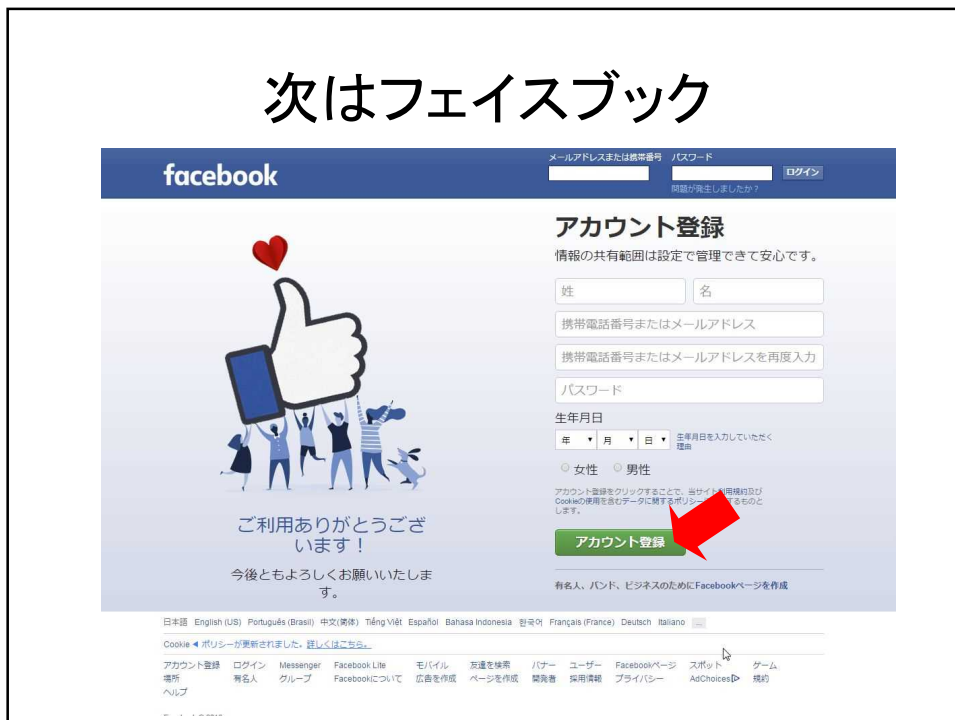 次はフェイスブック
facebook
メールアドレスまたは携帯番号 パスワード
ログイン
問題が発生しましたか？
アカウント登録
情報の共有範囲は設定で管理できて安心です。
姓 名
携帯電話番号またはメールアドレス
携帯電話番号またはメールアドレスを再度入力
パスワード
生年月日
年 月 日 生年月日を入力していただく
理由
女性 男性
アカウント登録をクリックすることで、当サイト利用規約及び
Cookieの使用を含むデータに関するポリシーするものと
します。
アカウント登録
有名人、バンド、ビジネスのためにFacebookページを作成
ご利用ありがとうござ
います！
今後ともよろしくお願いいたしま
す。
日本語 English (US) Português (Brasil) 中文(简体) Tiếng Việt Español Bahasa Indonesia 한국어 Français (France) Deutsch Italiano ...
Cookie ◀ ポリシーが更新されました。詳しくはこちら。
アカウント登録 ログイン Messenger Facebook Lite モバイル 友達を検索 バナー ユーザー Facebookページ スポット ゲーム
場所 有名人 グループ Facebookについて 広告を作成 ページを作成 開発者 採用情報 プライバシー AdChoices 規約
ヘルプ